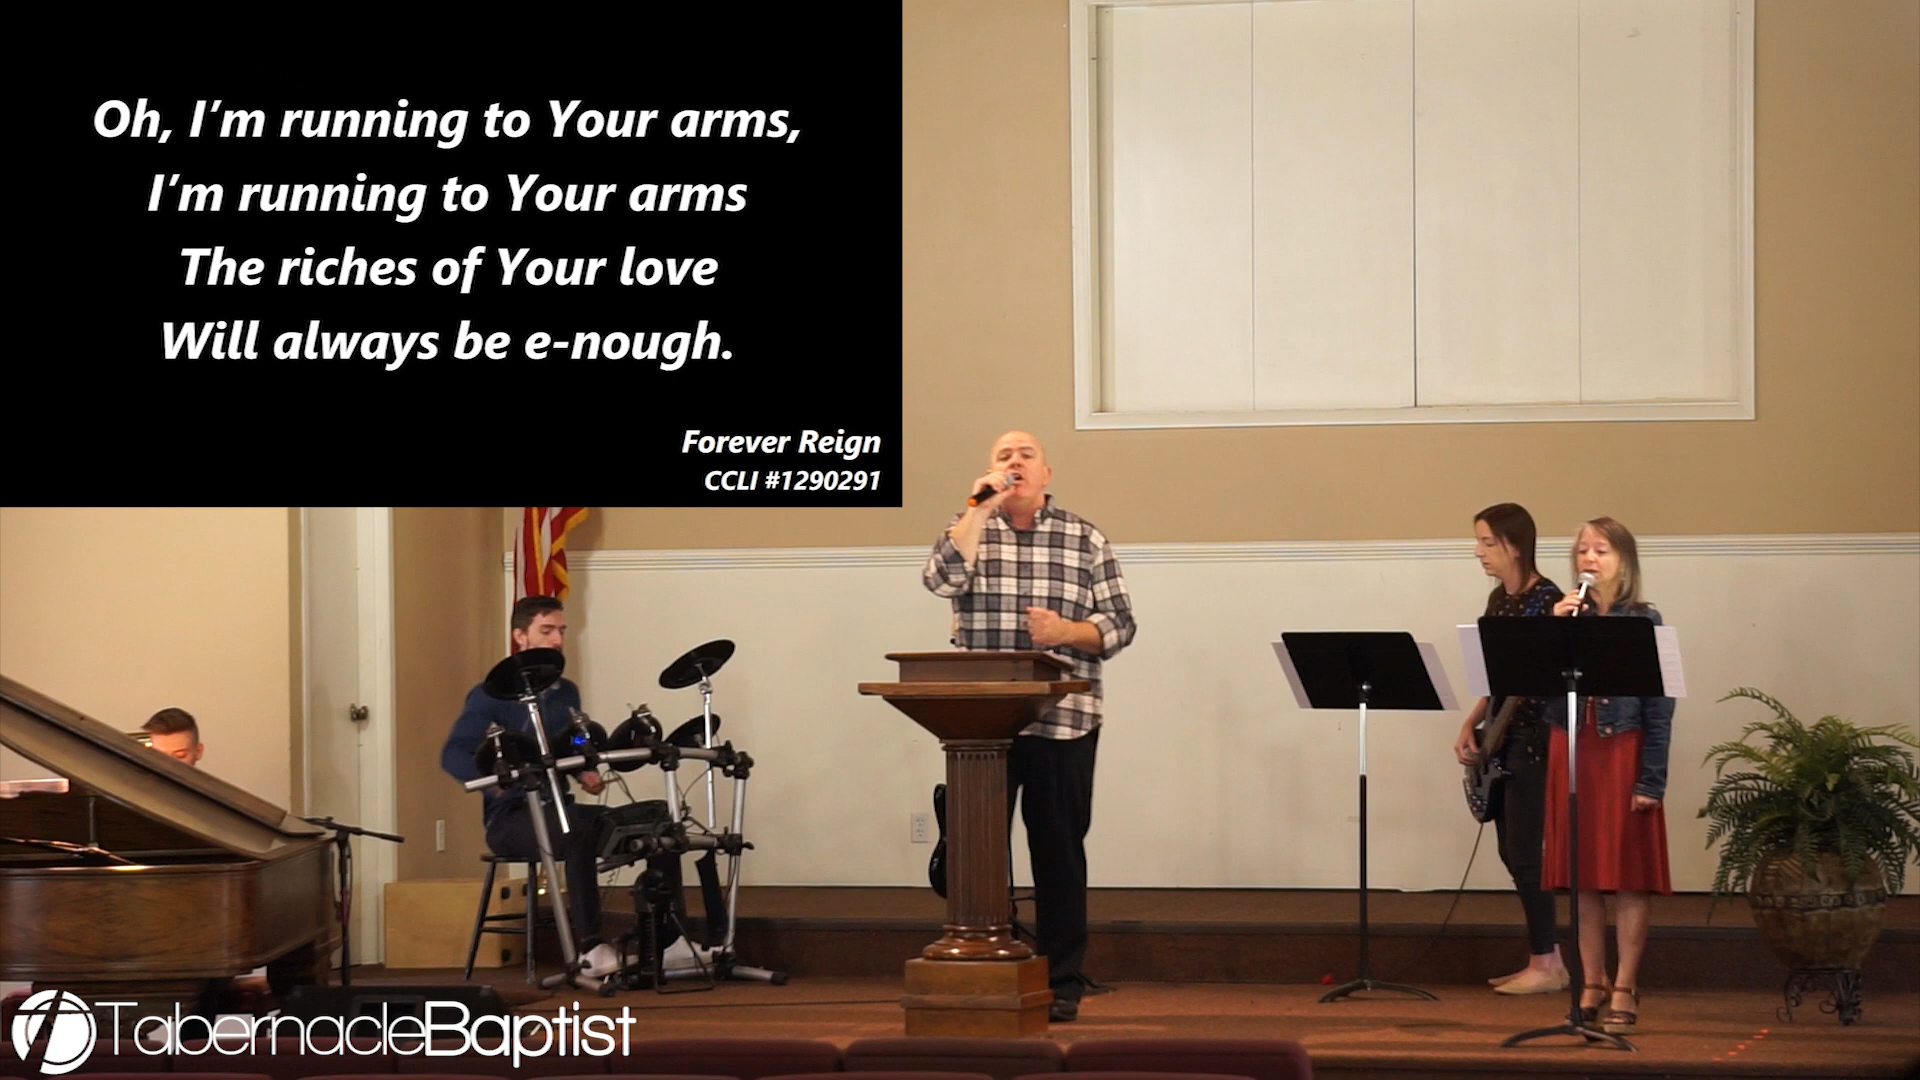 Oh, I’m running to Your arms,
I’m running to Your arms
The riches of Your love
Will always be e-nough.
Forever Reign
CCLI #1290291
TabernacleBaptist